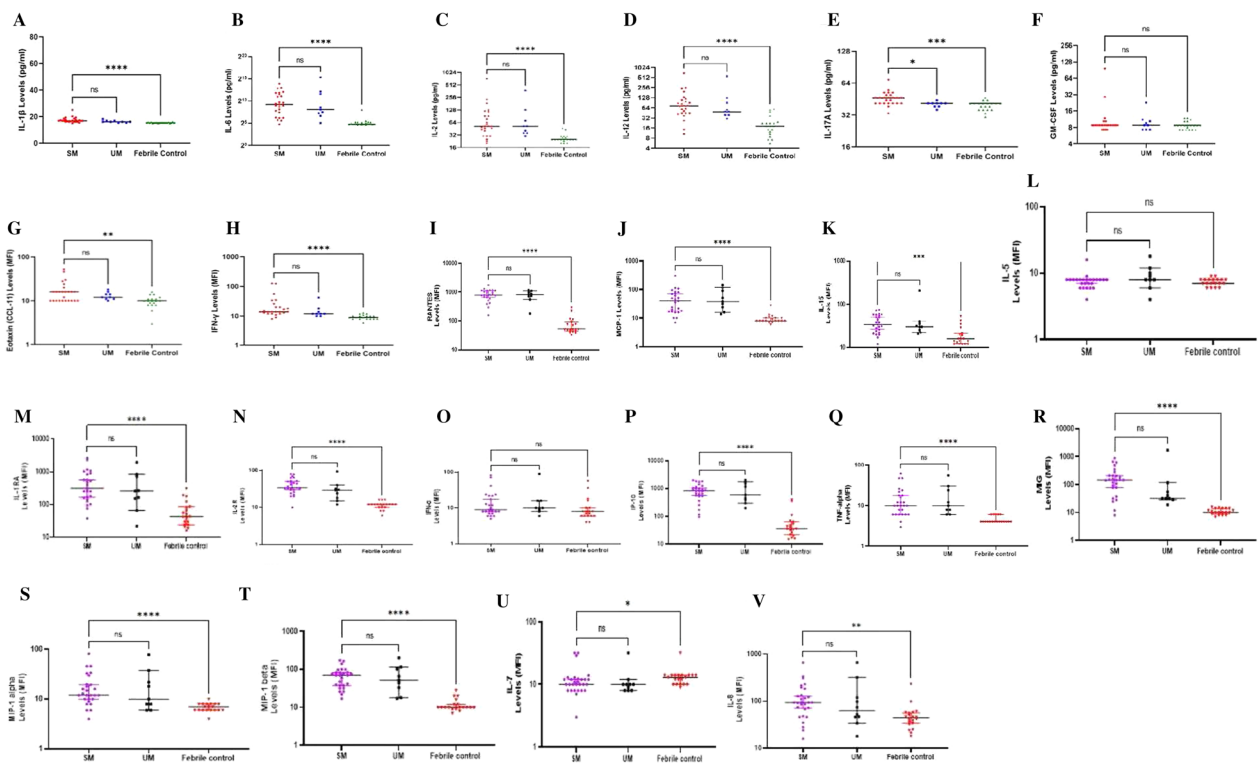 A
IL-1β Levels (pg/ml)
80
60
40
20
0
****
ns
SM UM Febrile Control
B
IL-6 Levels (pg/ml)
****
ns
SM UM Febrile Control
C
IL-2 Levels (pg/ml)
1024
512
256
128
64
32
16
****
ns
SM UM Febrile Control
D
IL-12 Levels (pg/ml)
1024
512
256
128
64
32
16
8
4
****
ns
SM UM Febrile Control
E
IL-17A Levels (pg/ml)
128
64
32
16
***
*
SM UM Febrile Control
F
GM-CSF Levels (pg/ml)
256
128
64
32
16
8
4
ns
ns
SM UM Febrile Control
G
Eotaxin (CCL-11) Levels (MFI)
100
10
1
**
ns
SM UM Febrile Control
H
IFN-γ Levels (MFI)
1000
100
10
1
****
ns
SM UM Febrile Control
I
RANTES
Levels (MFI)
10000
1000
100
10
****
ns
SM UM Febrile control
J
MCP-1 Levels (MFI)
1000
100
10
1
****
ns
SM UM Febrile control
K
IL-15
Levels (MFI)
1000
100
10
***
ns
SM UM Febrile control
L
IL-5
Levels (MFI)
100
10
1
ns
ns
SM UM Febrile control
M
IL-1RA
Levels (MFI)
10000
1000
100
10
****
ns
SM UM Febrile control
N
IL-2R
Levels (MFI)
100
10
1
****
ns
SM UM Febrile control
O
Levels (MFI)
100
10
1
ns
ns
SM UM Febrile control
P
IP-10
Levels (MFI)
10000
1000
100
10
****
ns
SM UM Febrile control
Q
TNF-alpha
Levels (MFI)
100
10
1
****
ns
SM UM Febrile control
R
MIG
Levels (MFI)
10000
1000
100
10
1
****
ns
SM UM Febrile control
S
MIP-1 alpha
Levels (MFI)
100
10
1
****
ns
SM UM Febrile control
T
MIP-1 beta
Levels (MFI)
1000
100
10
1
****
ns
SM UM Febrile control
U
IL-7
Levels (MFI)
100
10
1
*
ns
SM UM Febrile control
V
IL-8
Levels (MFI)
1000
100
10
**
ns
SM UM Febrile control